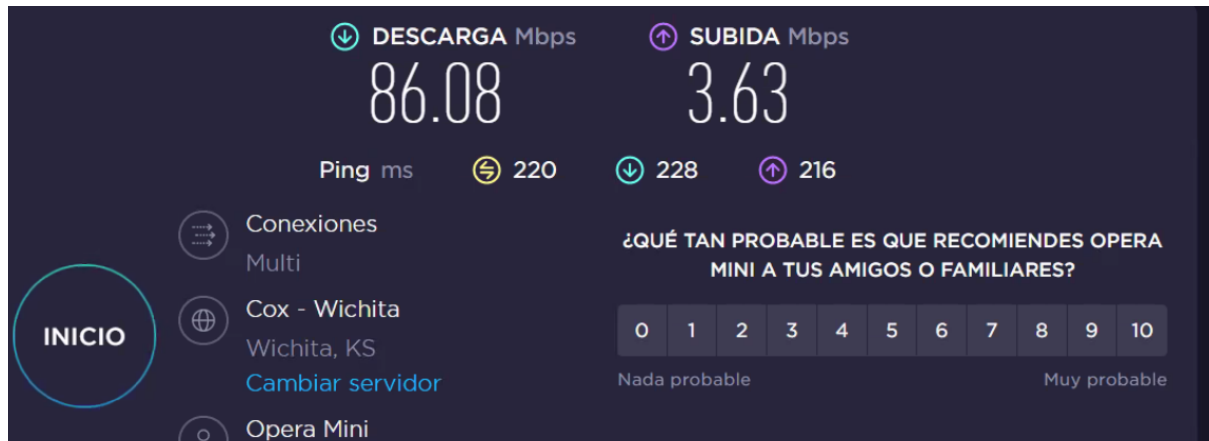 DESCARGA Mbps
86.08
SUBIDA Mbps
3.63
Ping ms 220 228 216
INICIO
Conexiones
Multi
Cox - Wichita
Wichita, KS
Cambiar servidor
Opera Mini
¿QUÉ TAN PROBABLE ES QUE RECOMIENDES OPERA
MINI A TUS AMIGOS O FAMILIARES?
0 1 2 3 4 5 6 7 8 9 10
Nada probable Muy probable